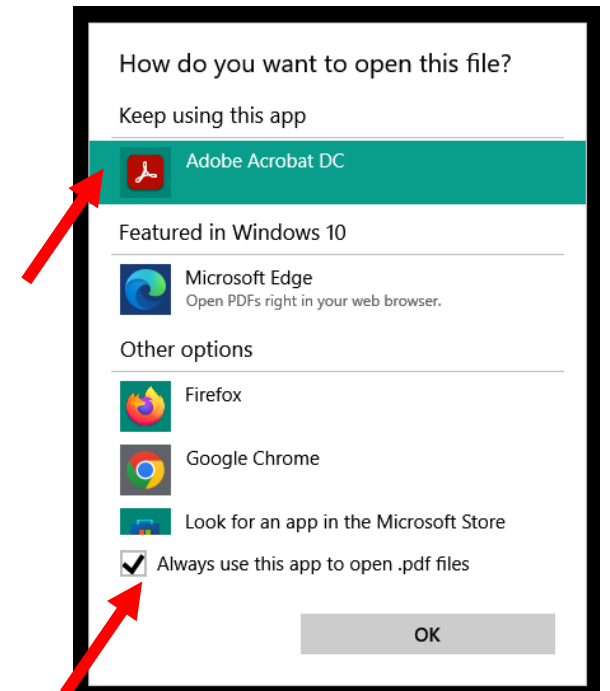 How do you want to open this file?
Keep using this app
Adobe Acrobat DC
Featured in Windows 10
Microsoft Edge
Open PDFs right in your web browser.
Other options
Firefox
Google Chrome
Look for an app in the Microsoft Store
Always use this app to open .pdf files
OK